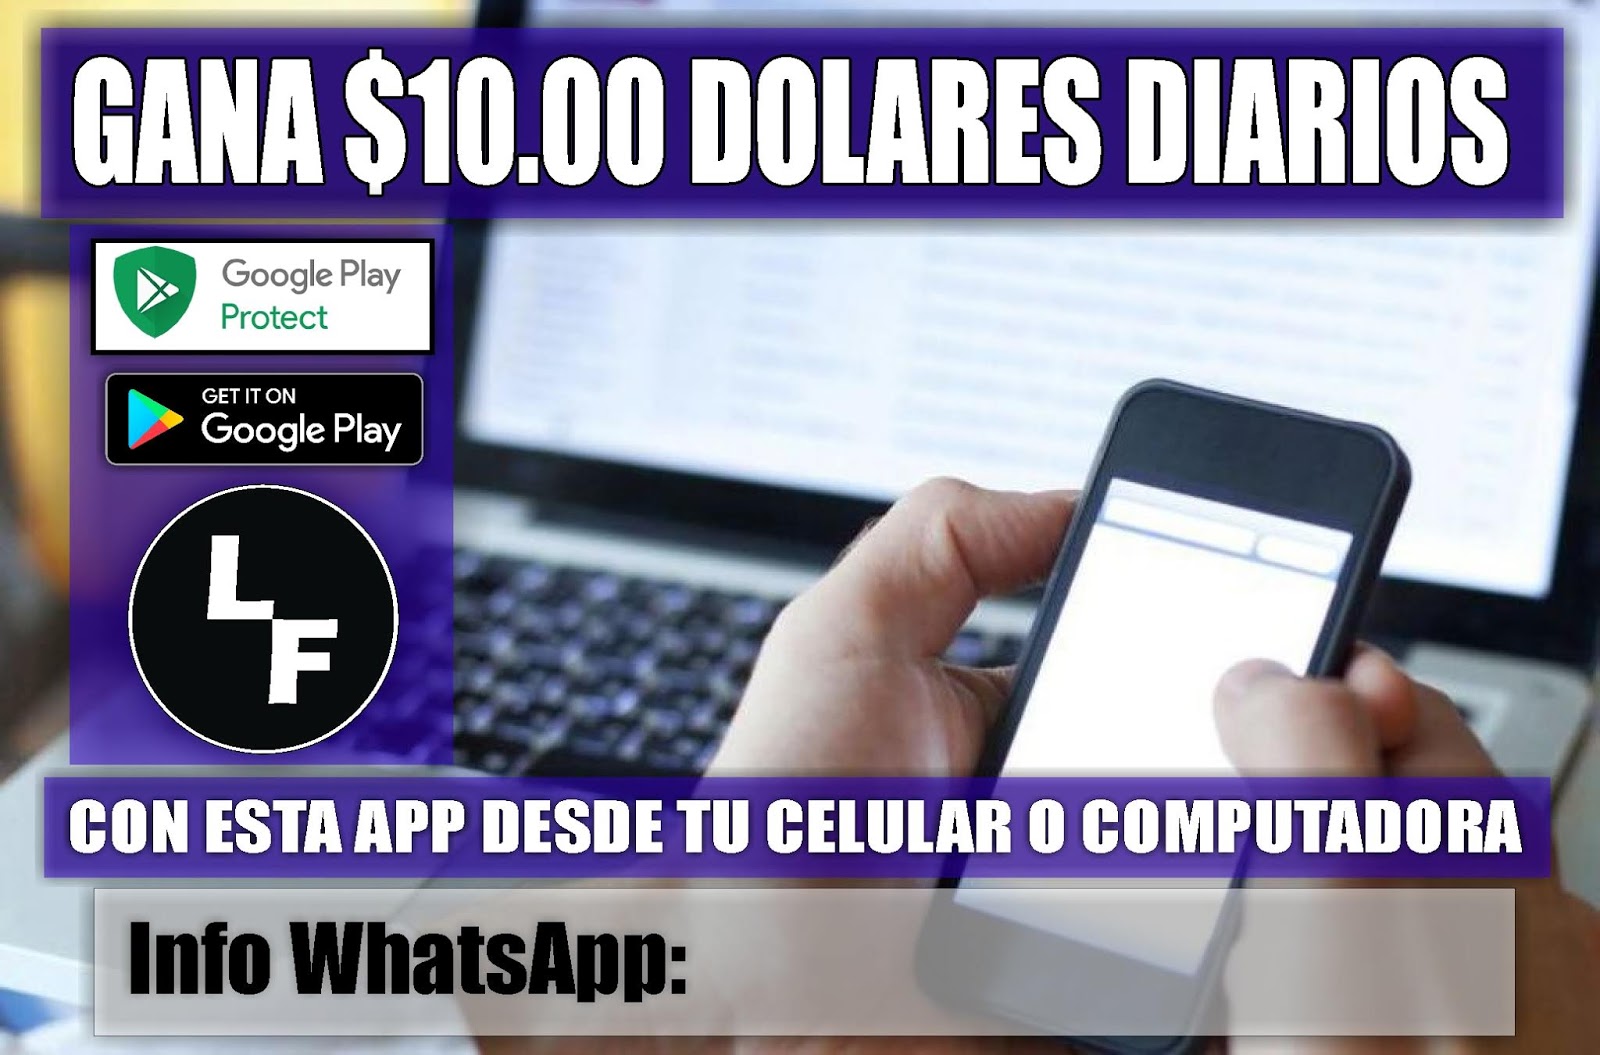 GANA $10.00 DOLARES DIARIOS
Google Play
Protect
GET IT ON
Google Play
L
F
CON ESTA APP DESDE TU CELULAR O COMPUTADORA
Info WhatsApp: